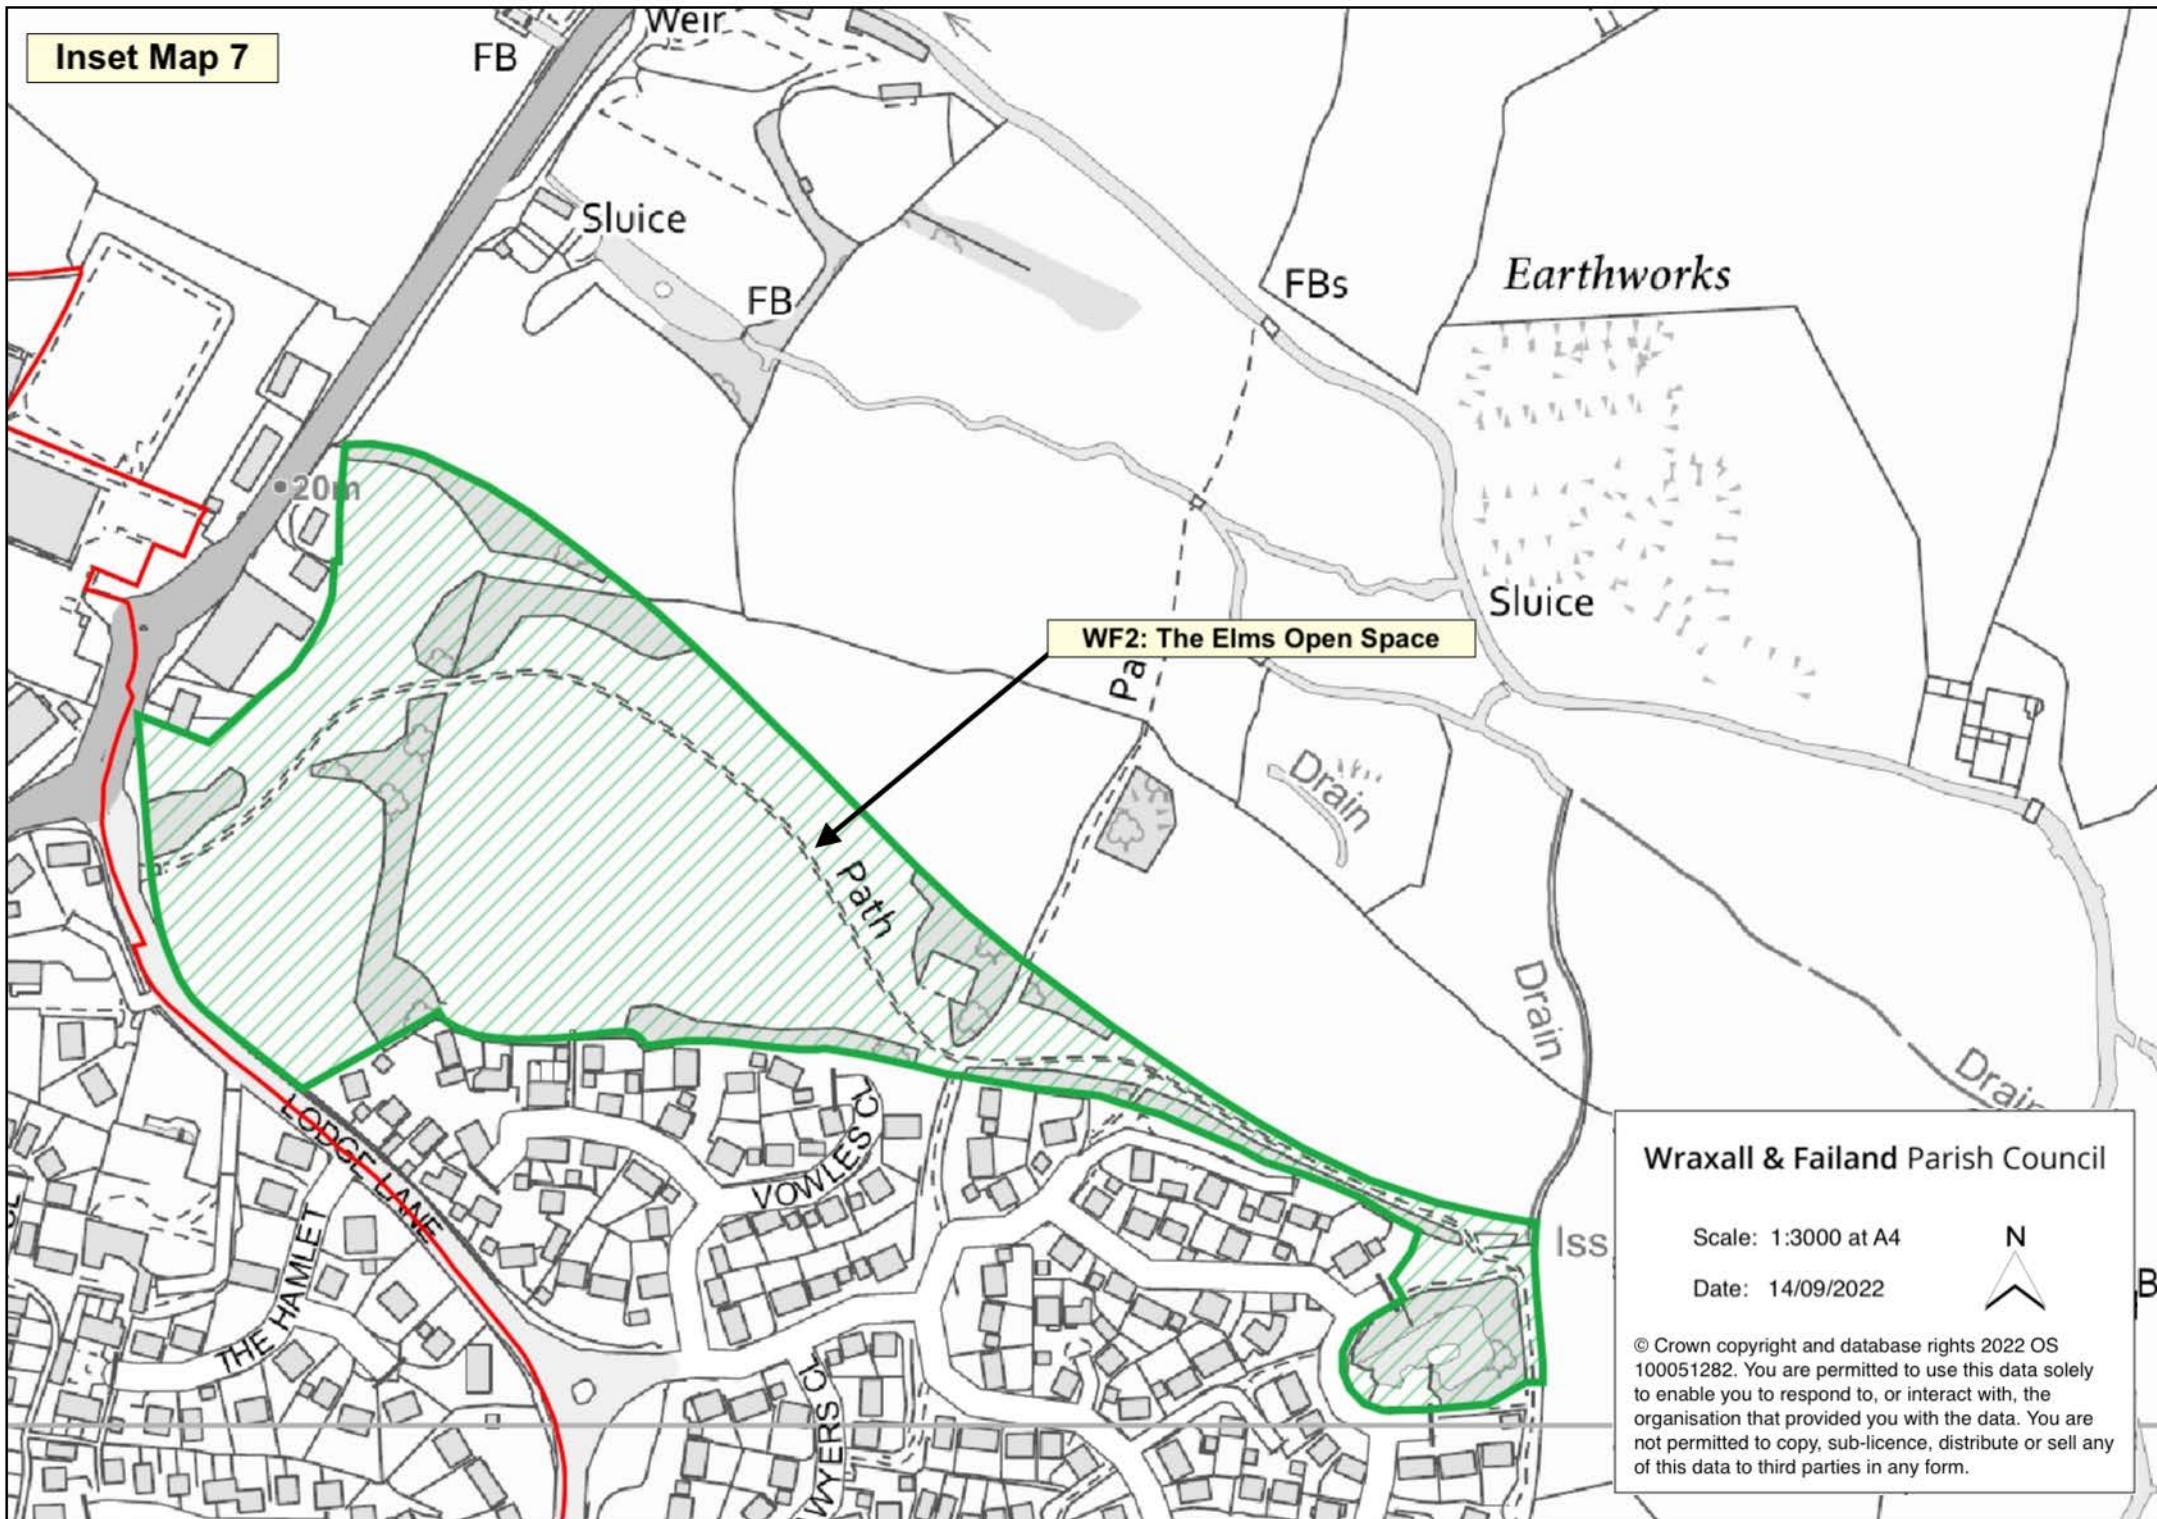 Inset Map 7
FB
Weir
Sluice
FB
FBs
Earthworks
20m
Sluice
WF2: The Elms Open Space
Pa
Drain
Path
Drain
Drain
LODGE LANE
VOWLES CL
THE HAMLET
WYERS CL
Iss
B
Wraxall & Failand Parish Council
Scale: 1:3000 at A4
N
Date: 14/09/2022
© Crown copyright and database rights 2022 OS
100051282. You are permitted to use this data solely
to enable you to respond to, or interact with, the
organisation that provided you with the data. You are
not permitted to copy, sub-licence, distribute or sell any
of this data to third parties in any form.